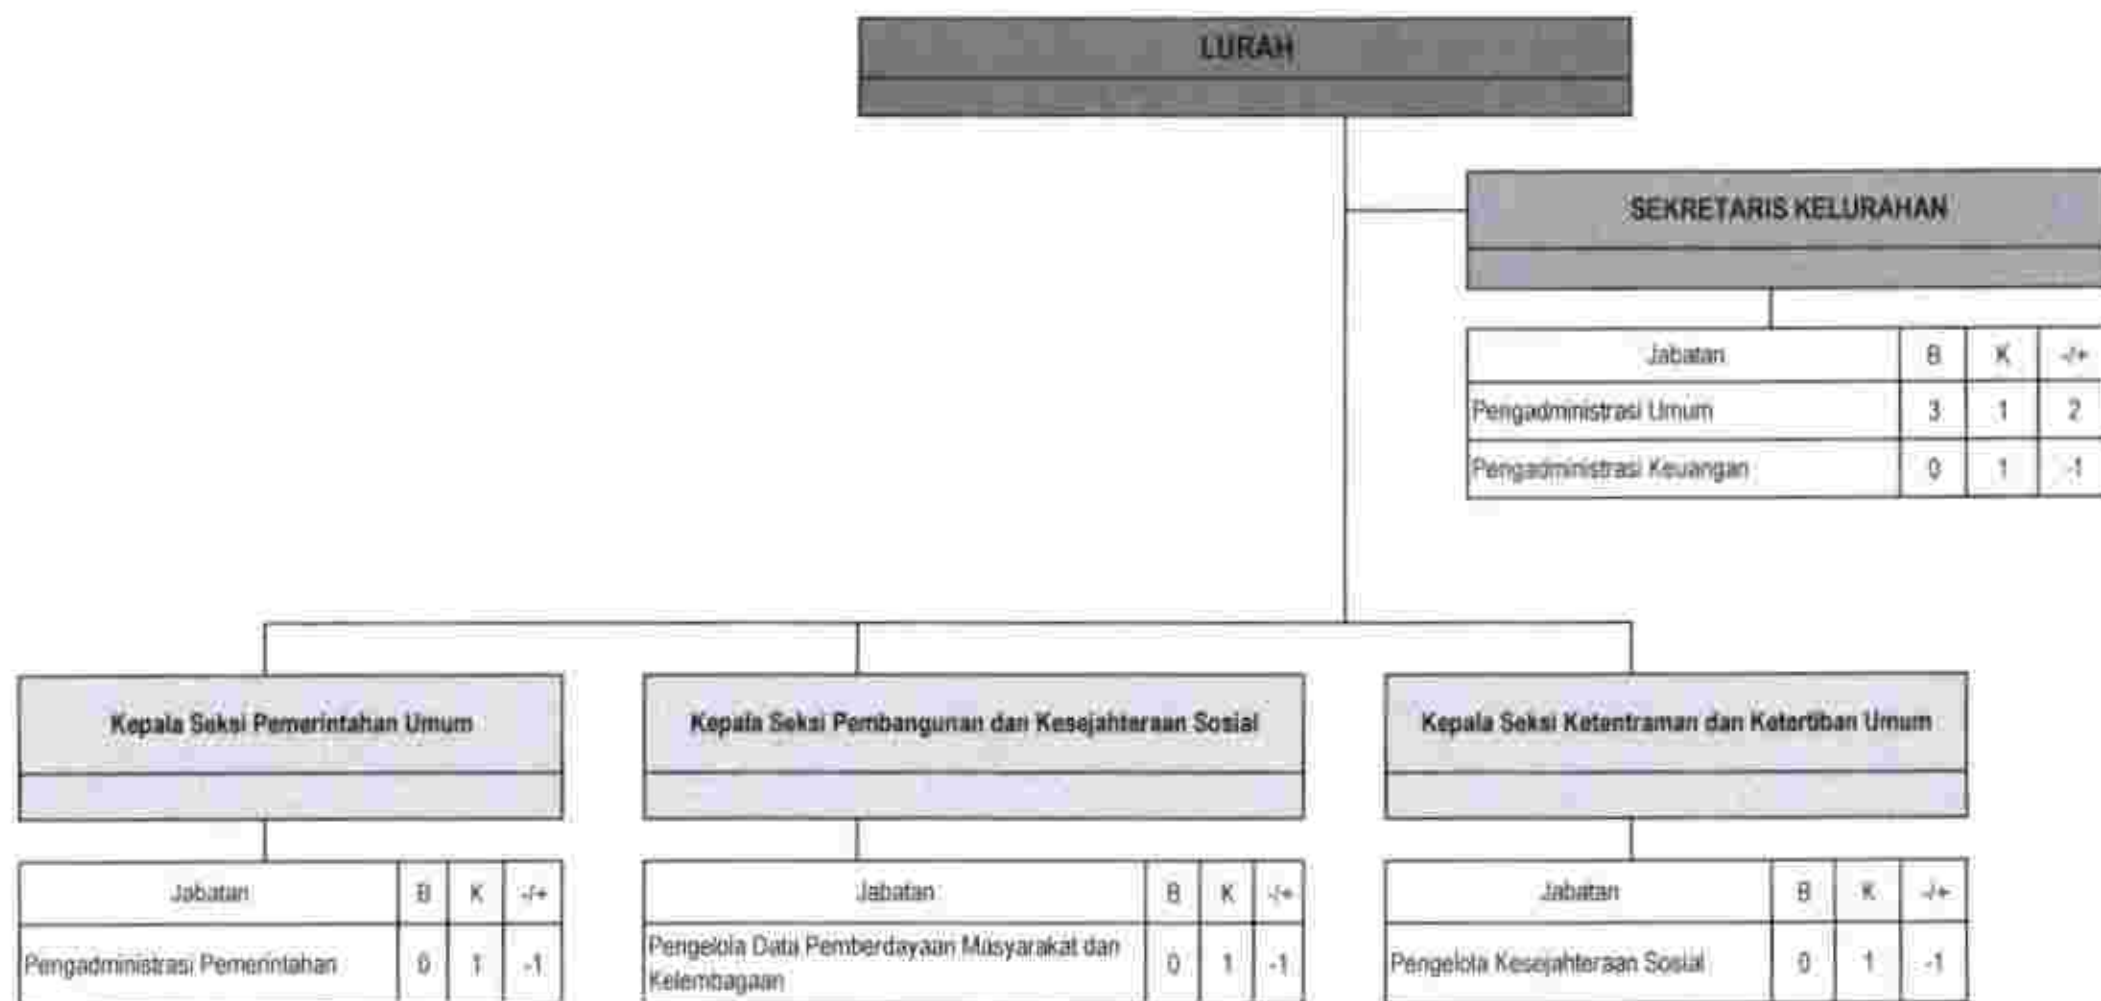 LURAH
SEKRETARIS KELURAHAN
Jabatan B K -/+
Pengadministrasi Umum 3 1 2
Pengadministrasi Keuangan 0 1 -1
Kepala Seksi Pemerintahan Umum
Kepala Seksi Pembangunan dan Kesejahteraan Sosial
Kepala Seksi Ketentraman dan Ketertiban Umum
Jabatan B K -/+
Pengadministrasi Pemerintahan 0 1 -1
Jabatan B K -/+
Pengelola Data Pemberdayaan Masyarakat dan
Kelembagaan 0 1 -1
Jabatan B K -/+
Pengelola Kesejahteraan Sosial 0 1 -1